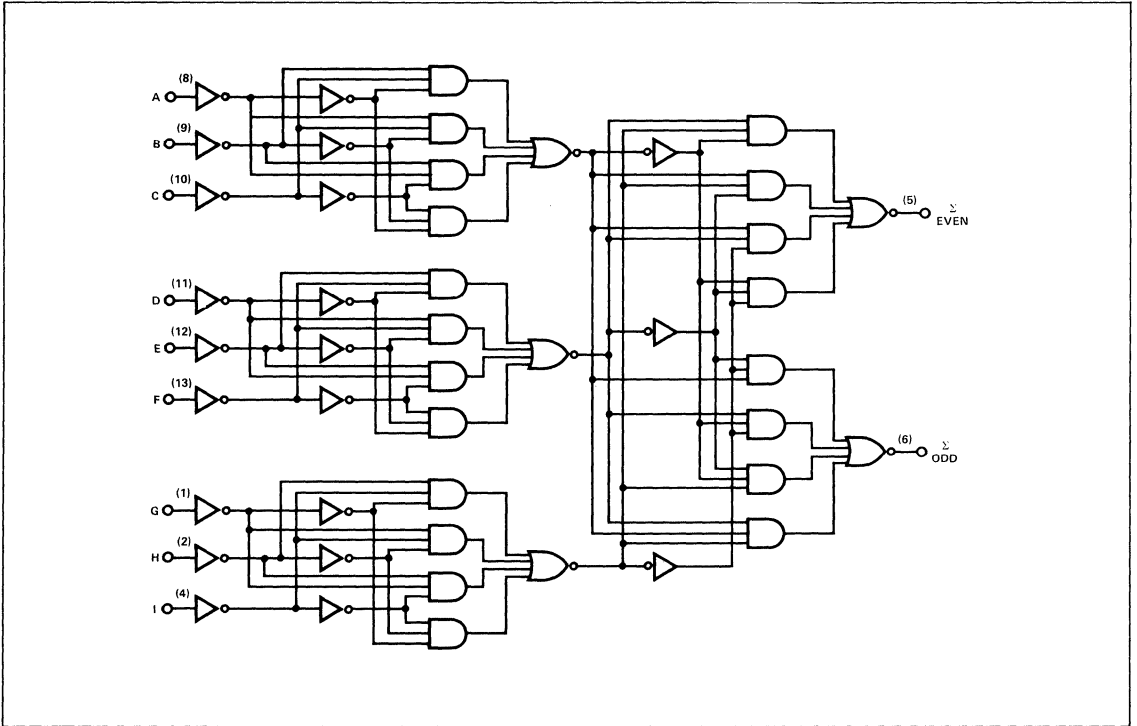 (8)
A
(9)
B
(10)
C
(5)
Σ
EVEN
(11)
D
(12)
E
(13)
F
(6)
Σ
ODD
(1)
G
(2)
H
(4)
I